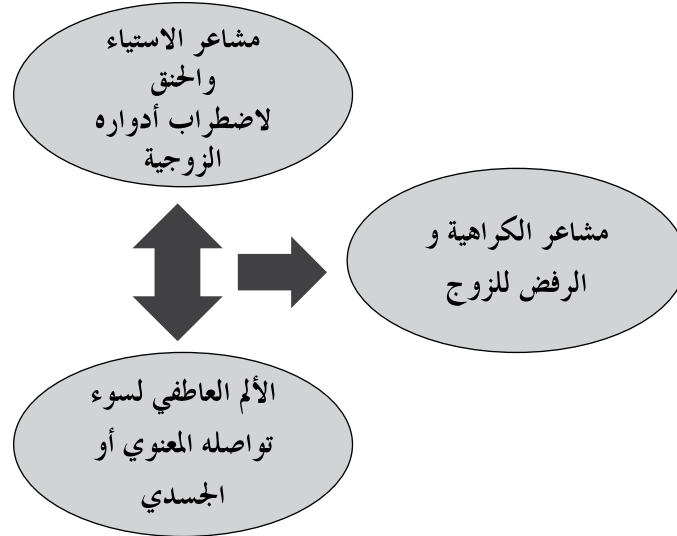 مشاعر الاستياء
والحنق
لاضطراب أدواره
الزوجية
مشاعر الكراهية و
الرفض للزوج
الألم العاطفي لسوء
تواصله المعنوي أو
الجسدي